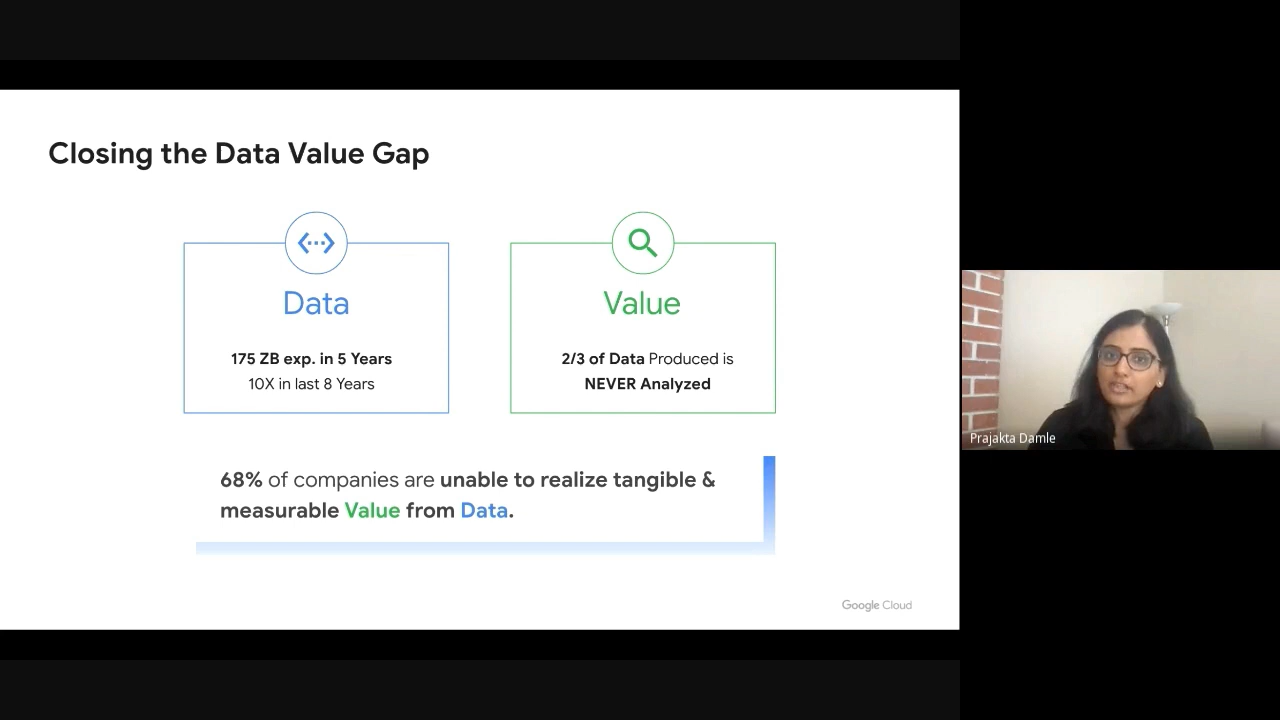 Closing the Data Value Gap
Data
175 ZB exp. in 5 Years
10X in last 8 Years
Value
2/3 of Data Produced is
NEVER Analyzed
68% of companies are unable to realize tangible &
measurable Value from Data.
Google Cloud
Prajakta Damle